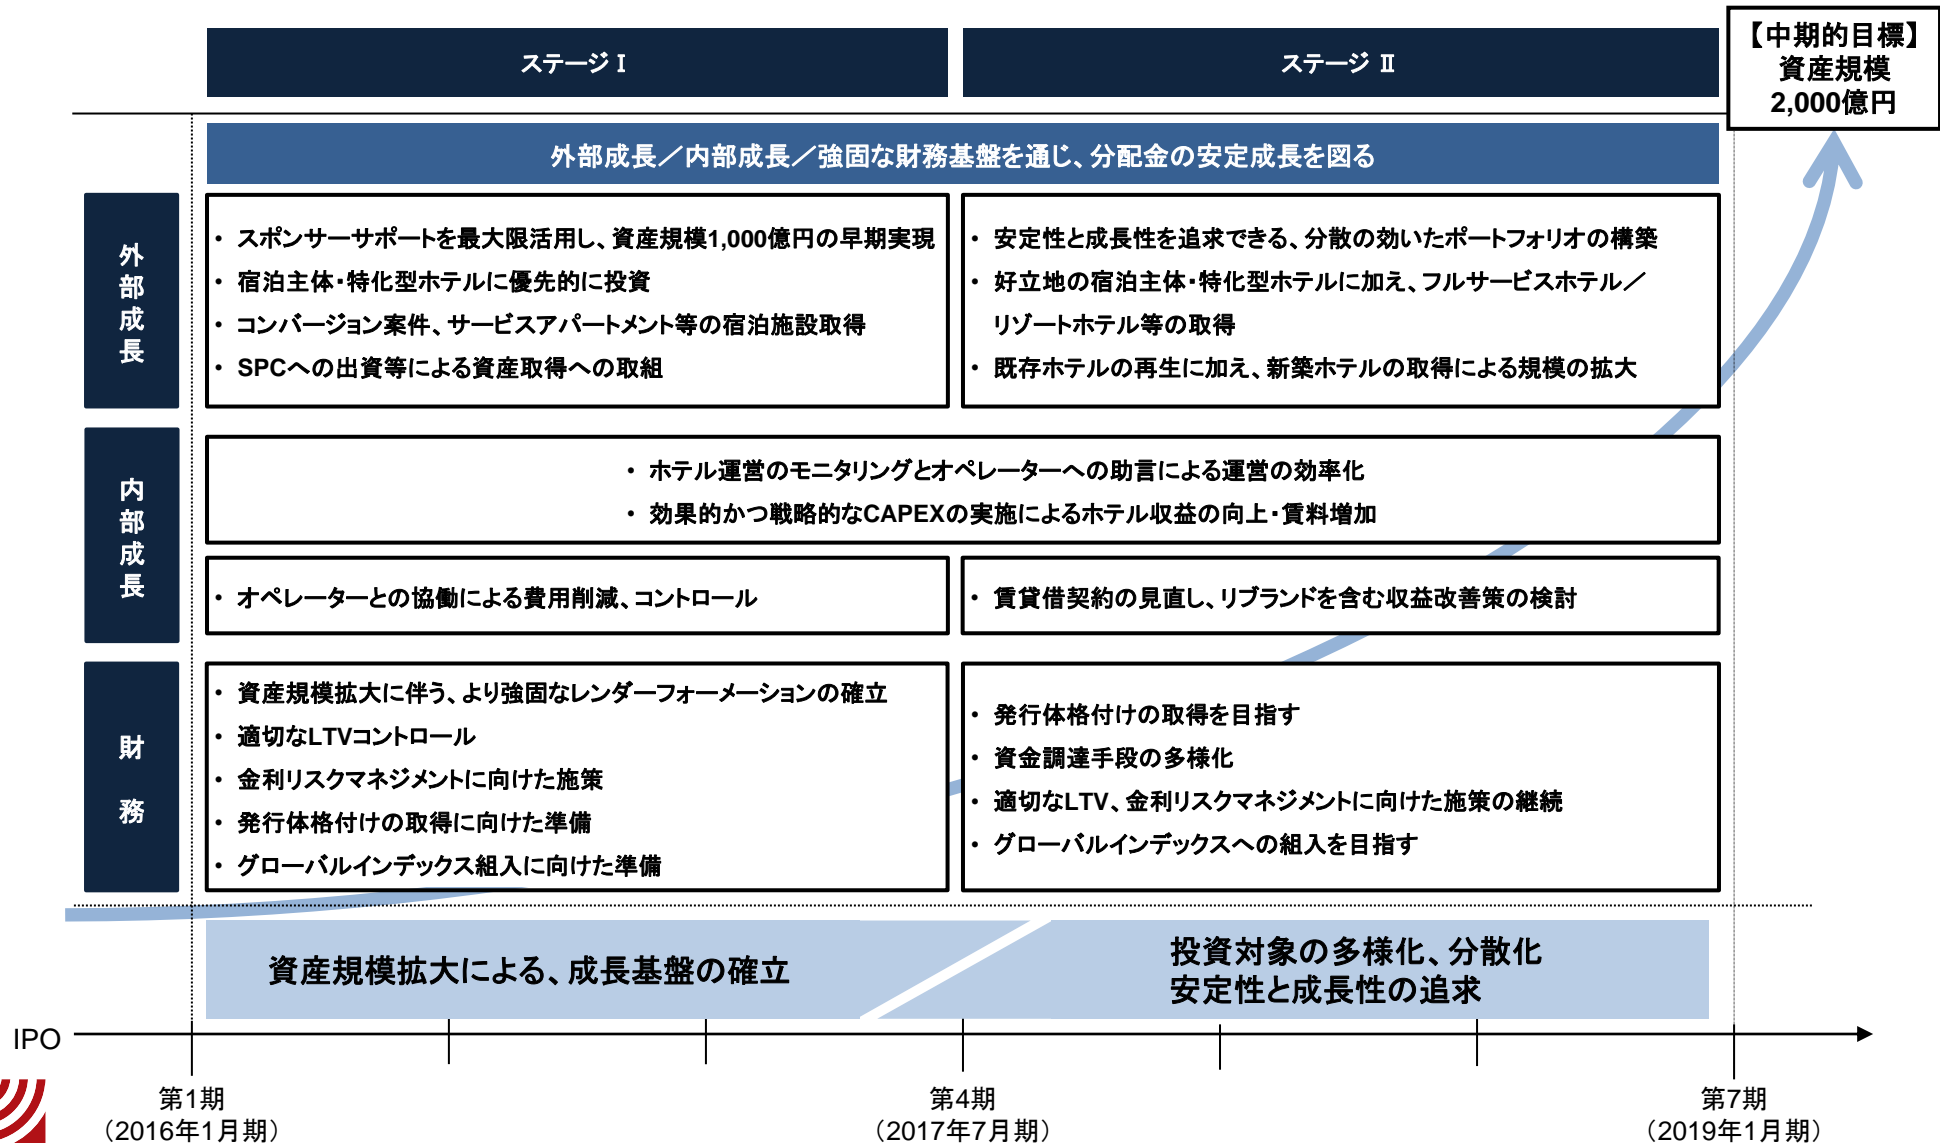 ステージ Ⅰ
ステージ Ⅱ
【中期的目標】
資産規模
2,000億円
外部成長／内部成長／強固な財務基盤を通じ、分配金の安定成長を図る
外部成長
・ スポンサーサポートを最大限活用し、資産規模1,000億円の早期実現
・ 宿泊主体・特化型ホテルに優先的に投資
・ コンバージョン案件、サービスアパートメント等の宿泊施設取得
・ SPCへの出資等による資産取得への取組
・ 安定性と成長性を追求できる、分散の効いたポートフォリオの構築
・ 好立地の宿泊主体・特化型ホテルに加え、フルサービスホテル／
リゾートホテル等の取得
・ 既存ホテルの再生に加え、新築ホテルの取得による規模の拡大
内部成長
・ ホテル運営のモニタリングとオペレーターへの助言による運営の効率化
・ 効果的かつ戦略的なCAPEXの実施によるホテル収益の向上・賃料増加
・ オペレーターとの協働による費用削減、コントロール
・ 賃貸借契約の見直し、リブランドを含む収益改善策の検討
財務
・ 資産規模拡大に伴う、より強固なレンダーフォーメーションの確立
・ 適切なLTVコントロール
・ 金利リスクマネジメントに向けた施策
・ 発行体格付けの取得に向けた準備
・ グローバルインデックス組入に向けた準備
・ 発行体格付けの取得を目指す
・ 資金調達手段の多様化
・ 適切なLTV、金利リスクマネジメントに向けた施策の継続
・ グローバルインデックスへの組入を目指す
資産規模拡大による、成長基盤の確立
投資対象の多様化、分散化
安定性と成長性の追求
IPO
第1期
（2016年1月期）
第4期
（2017年7月期）
第7期
（2019年1月期）